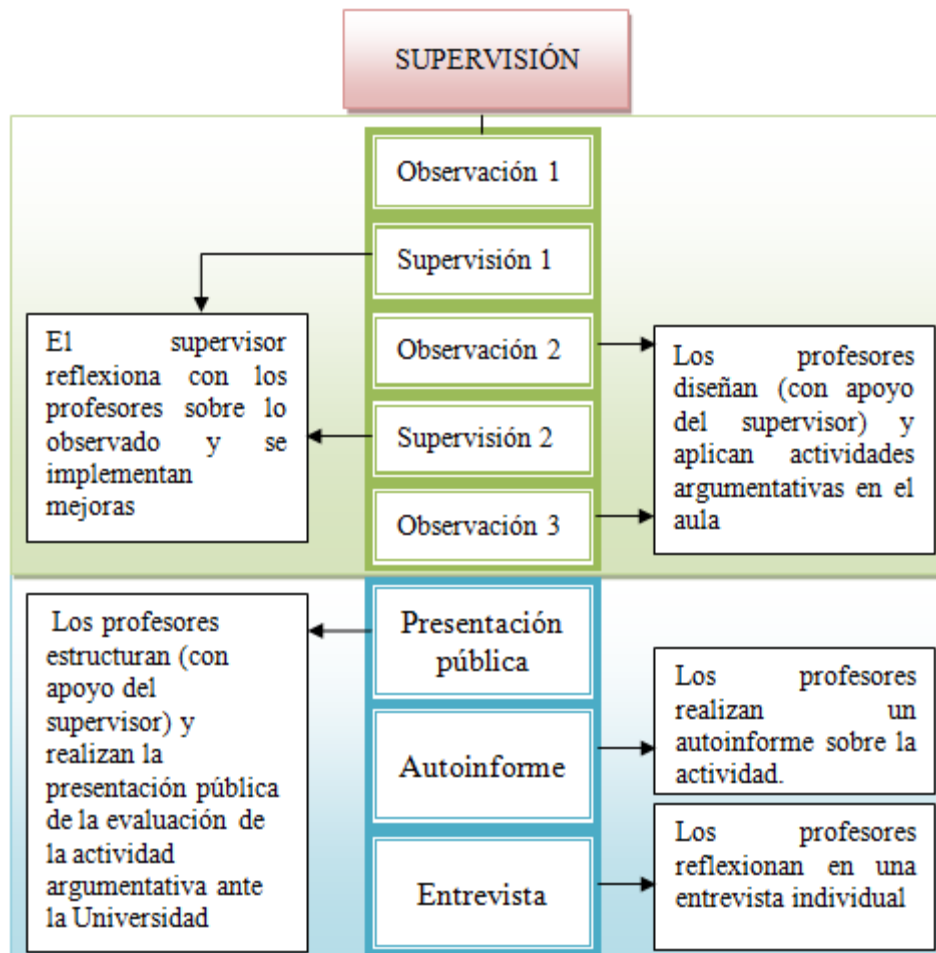 SUPERVISIÓN
Observación 1
Supervisión 1
El supervisor
reflexiona con los
profesores sobre lo
observado y se
implementan
mejoras
Observación 2
Los profesores
diseñan (con apoyo
del supervisor) y
aplican actividades
argumentativas en el
aula
Supervisión 2
Observación 3
Los profesores
estructuran (con
apoyo del
supervisor) y
realizan la
presentación pública
de la evaluación de
la actividad
argumentativa ante
la Universidad
Presentación
pública
Autoinforme
Los profesores
realizan un
autoinforme sobre la
actividad.
Entrevista
Los profesores
reflexionan en una
entrevista individual